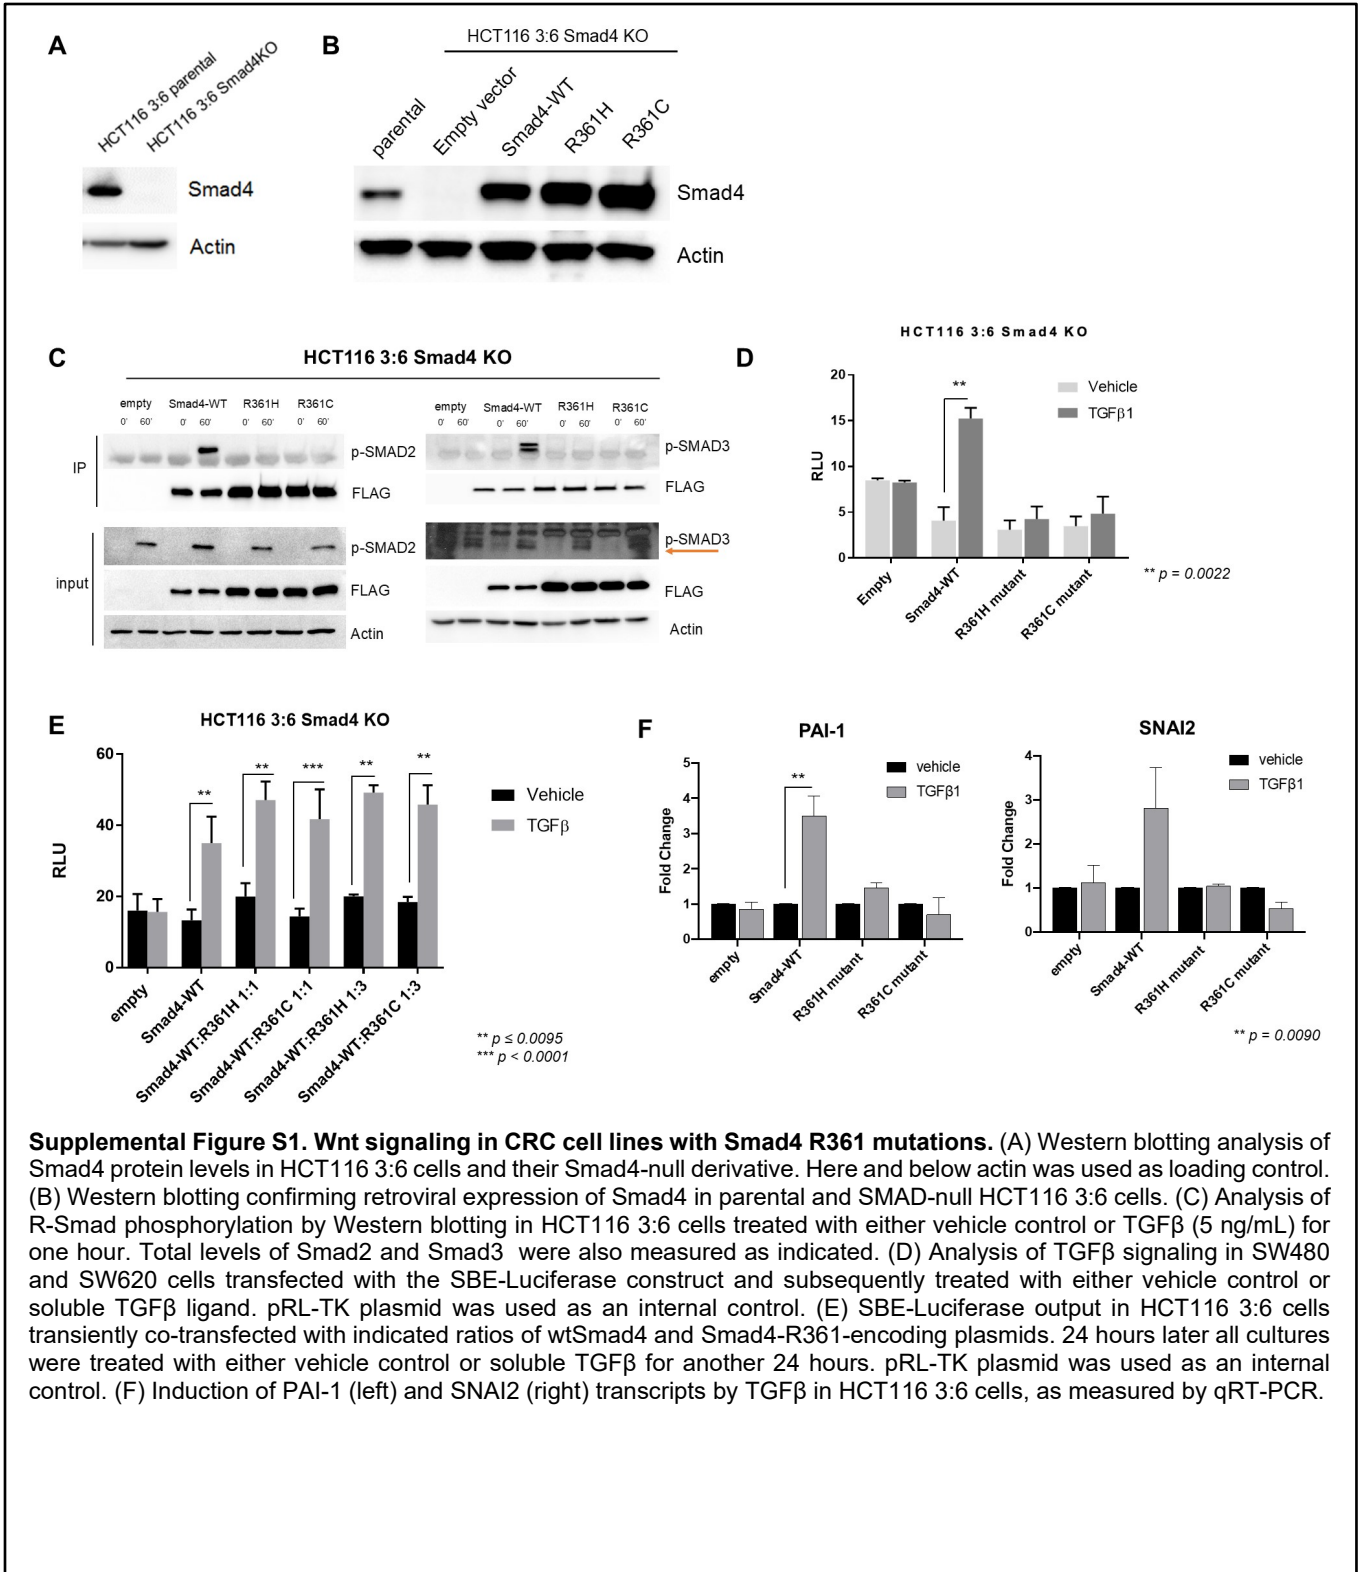 A
HCT116 3:6 parental
HCT116 3:6 Smad4KO
Smad4
Actin
B
HCT116 3:6 Smad4 KO
parental
Empty vector
Smad4-WT
R361H
R361C
Smad4
Actin
C
HCT116 3:6 Smad4 KO
empty Smad4-WT R361H R361C
0' 60' 0' 60' 0' 60' 0' 60'
IP
p-SMAD2
FLAG
input
p-SMAD2
FLAG
Actin
empty Smad4-WT R361H R361C
0' 60' 0' 60' 0' 60' 0' 60'
p-SMAD3
FLAG
p-SMAD3
FLAG
Actin
D
HCT116 3:6 Smad4 KO
RLU
20
15
10
5
0
**
Vehicle
TGFβ1
Empty
Smad4-WT
R361H mutant
R361C mutant
** p = 0.0022
E
HCT116 3:6 Smad4 KO
RLU
60
40
20
0
** ** *** ** **
Vehicle
TGFβ
empty
Smad4-WT
Smad4-WT:R361H 1:1
Smad4-WT:R361C 1:1
Smad4-WT:R361H 1:3
Smad4-WT:R361C 1:3
** p ≤ 0.0095
*** p < 0.0001
F
PAI-1
Fold Change
5
4
3
2
1
0
**
vehicle
TGFβ1
empty
Smad4-WT
R361H mutant
R361C mutant
SNAI2
Fold Change
4
3
2
1
0
vehicle
TGFβ1
empty
Smad4-WT
R361H mutant
R361C mutant
** p = 0.0090
Supplemental Figure S1. Wnt signaling in CRC cell lines with Smad4 R361 mutations. (A) Western blotting analysis of
Smad4 protein levels in HCT116 3:6 cells and their Smad4-null derivative. Here and below actin was used as loading control.
(B) Western blotting confirming retroviral expression of Smad4 in parental and SMAD-null HCT116 3:6 cells. (C) Analysis of
R-Smad phosphorylation by Western blotting in HCT116 3:6 cells treated with either vehicle control or TGFβ (5 ng/mL) for
one hour. Total levels of Smad2 and Smad3 were also measured as indicated. (D) Analysis of TGFβ signaling in SW480
and SW620 cells transfected with the SBE-Luciferase construct and subsequently treated with either vehicle control or
soluble TGFβ ligand. pRL-TK plasmid was used as an internal control. (E) SBE-Luciferase output in HCT116 3:6 cells
transiently co-transfected with indicated ratios of wtSmad4 and Smad4-R361-encoding plasmids. 24 hours later all cultures
were treated with either vehicle control or soluble TGFβ for another 24 hours. pRL-TK plasmid was used as an internal
control. (F) Induction of PAI-1 (left) and SNAI2 (right) transcripts by TGFβ in HCT116 3:6 cells, as measured by qRT-PCR.